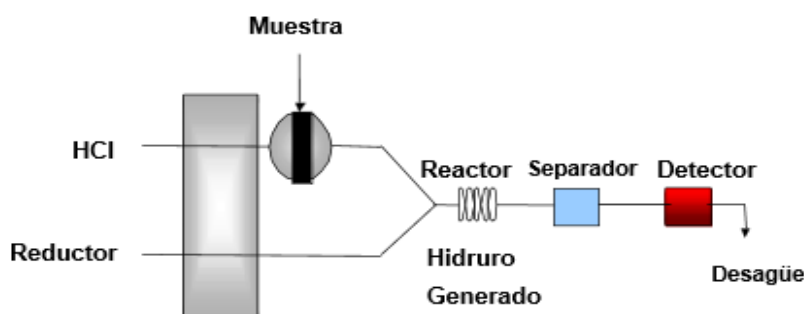 Muestra
HCl
Reactor
Separador
Detector
Reductor
Hidruro
Generado
Desagüe